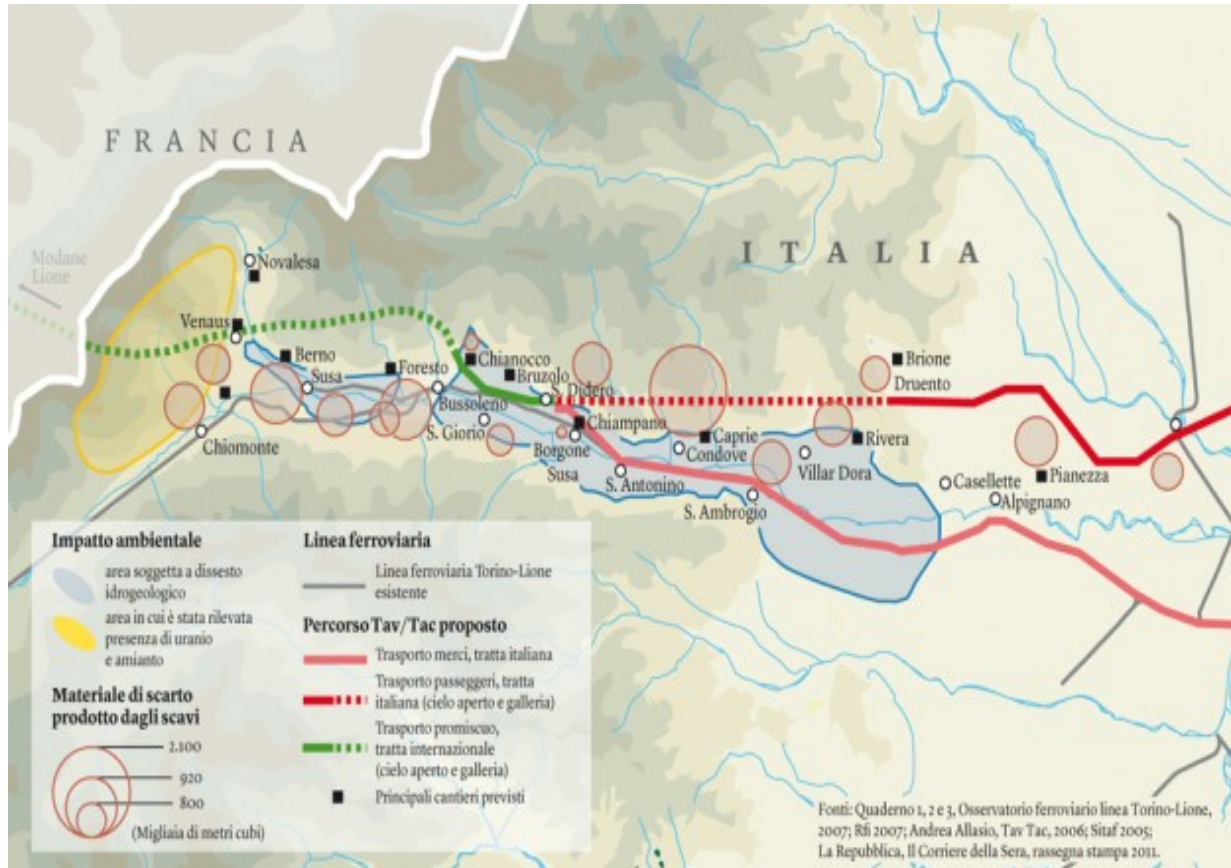 FRANCIA
ITALIA
Modane
Lione
Novalesa
Venaus
Berno
Susa
Foresto
Chianocco
Bruzolo
S. Didero
Bussoleno
S. Giorio
Chiampano
Borgone
Susa
Chiomonte
Caprie
Condove
S. Antonino
S. Ambrogio
Villar Dora
Rivera
Brione
Druento
Casellette
Alpignano
Pianezza
Impatto ambientale
area soggetta a dissesto
idrogeologico
area in cui è stata rilevata
presenza di uranio
e amianto
Materiale di scarto
prodotto dagli scavi
2.100
920
800
(Migliaia di metri cubi)
Linea ferroviaria
Linea ferroviaria Torino-Lione
esistente
Percorso Tav/Tac proposto
Trasporto merci, tratta italiana
Trasporto passeggeri, tratta
italiana (cielo aperto e galleria)
Trasporto promiscuo,
tratta internazionale
(cielo aperto e galleria)
Principali cantieri previsti
Fonti: Quaderno 1, 2 e 3, Osservatorio ferroviario linea Torino-Lione,
2007; Rfi 2007; Andrea Allasio, Tav Tac, 2006; Sitaf 2005;
La Repubblica, Il Corriere della Sera, rassegna stampa 2011.